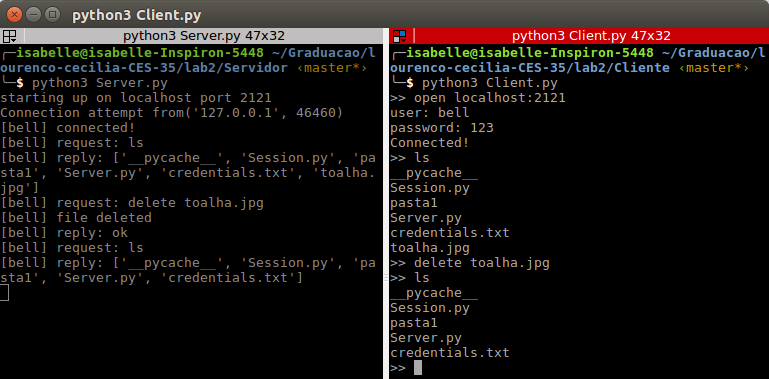 python3 Client.py
python3 Server.py 47x32
╭─isabelle@isabelle-Inspiron-5448 ~/Graduacao/l
ourenco-cecilia-CES-35/lab2/Servidor ‹master*›
╰─$ python3 Server.py
starting up on localhost port 2121
Connection attempt from('127.0.0.1', 46460)
[bell] connected!
[bell] request: ls
[bell] reply: ['__pycache__', 'Session.py', 'pa
sta1', 'Server.py', 'credentials.txt', 'toalha.
jpg']
[bell] request: delete toalha.jpg
[bell] file deleted
[bell] reply: ok
[bell] request: ls
[bell] reply: ['__pycache__', 'Session.py', 'pa
sta1', 'Server.py', 'credentials.txt']
python3 Client.py 47x32
╭─isabelle@isabelle-Inspiron-5448 ~/Graduacao/l
ourenco-cecilia-CES-35/lab2/Cliente ‹master*›
╰─$ python3 Client.py
>> open localhost:2121
user: bell
password: 123
Connected!
>> ls
__pycache__
Session.py
pasta1
Server.py
credentials.txt
toalha.jpg
>> delete toalha.jpg
>> ls
__pycache__
Session.py
pasta1
Server.py
credentials.txt
>>